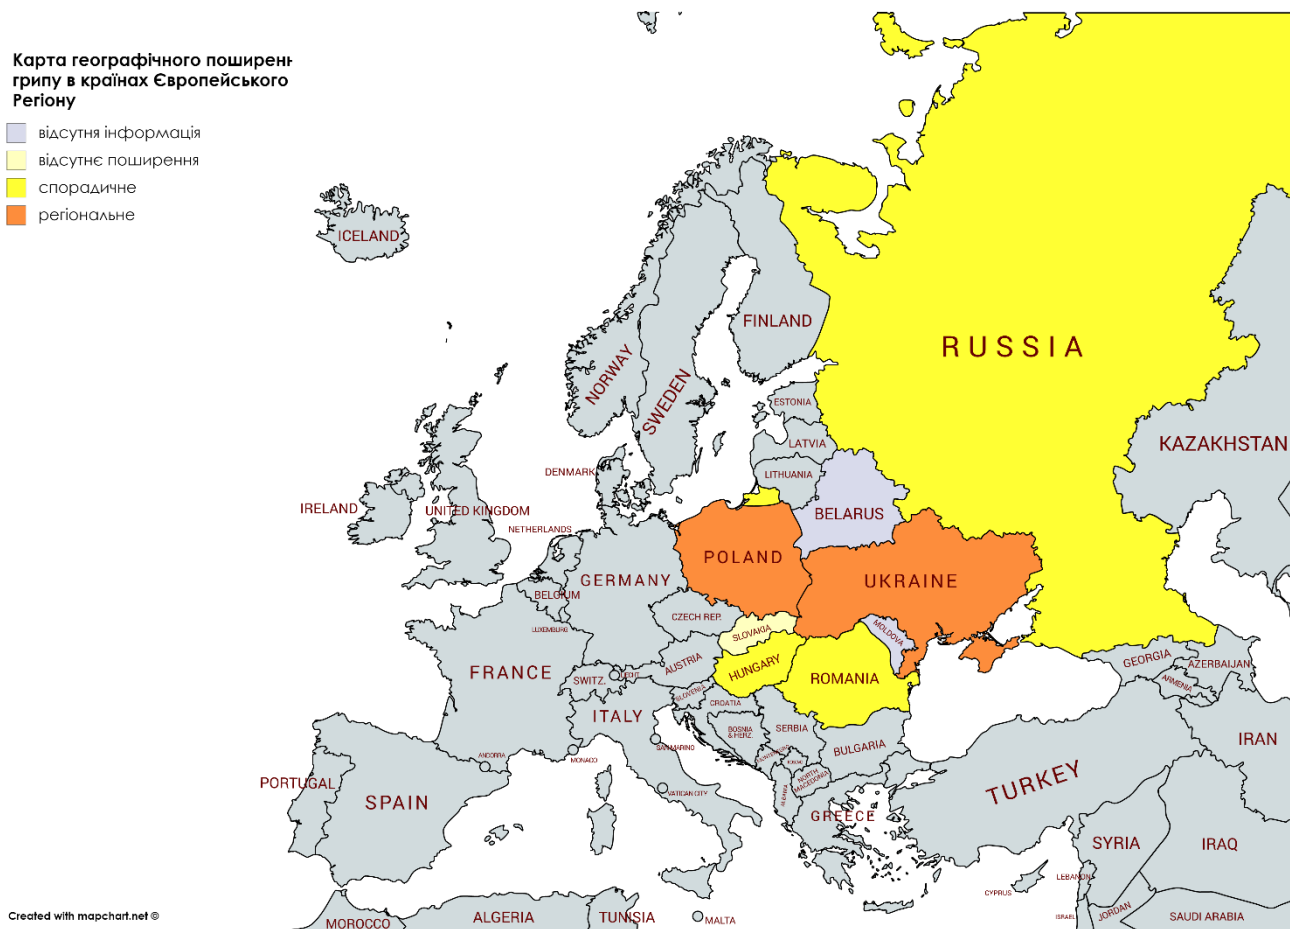 Карта географічного поширенн
грипу в країнах Європейського
Регіону
відсутня інформація
відсутнє поширення
спорадичне
регіональне
ICELAND
NORWAY
SWEDEN
FINLAND
RUSSIA
ESTONIA
LATVIA
LITHUANIA
KAZAKHSTAN
DENMARK
IRELAND
UNITED KINGDOM
NETHERLANDS
BELARUS
POLAND
GERMANY
UKRAINE
BELGIUM
LUXEMBURG
CZECH REP.
SLOVAKIA
MOLDOVA
FRANCE
SWITZ.
LIECHT.
AUSTRIA
HUNGARY
ROMANIA
GEORGIA
AZERBAIJAN
ARMENIA
SLOVENIA
CROATIA
ITALY
SAN MARINO
BOSNIA
& HERZ.
SERBIA
BULGARIA
MONTENEGRO
KOSOVO
NORTH
MACEDONIA
ALBANIA
ANDORRA
MONACO
VATICAN CITY
PORTUGAL
SPAIN
GREECE
TURKEY
IRAN
SYRIA
IRAQ
CYPRUS
LEBANON
ISRAEL
JORDAN
SAUDI ARABIA
MOROCCO
ALGERIA
TUNISIA
MALTA
Created with mapchart.net ©